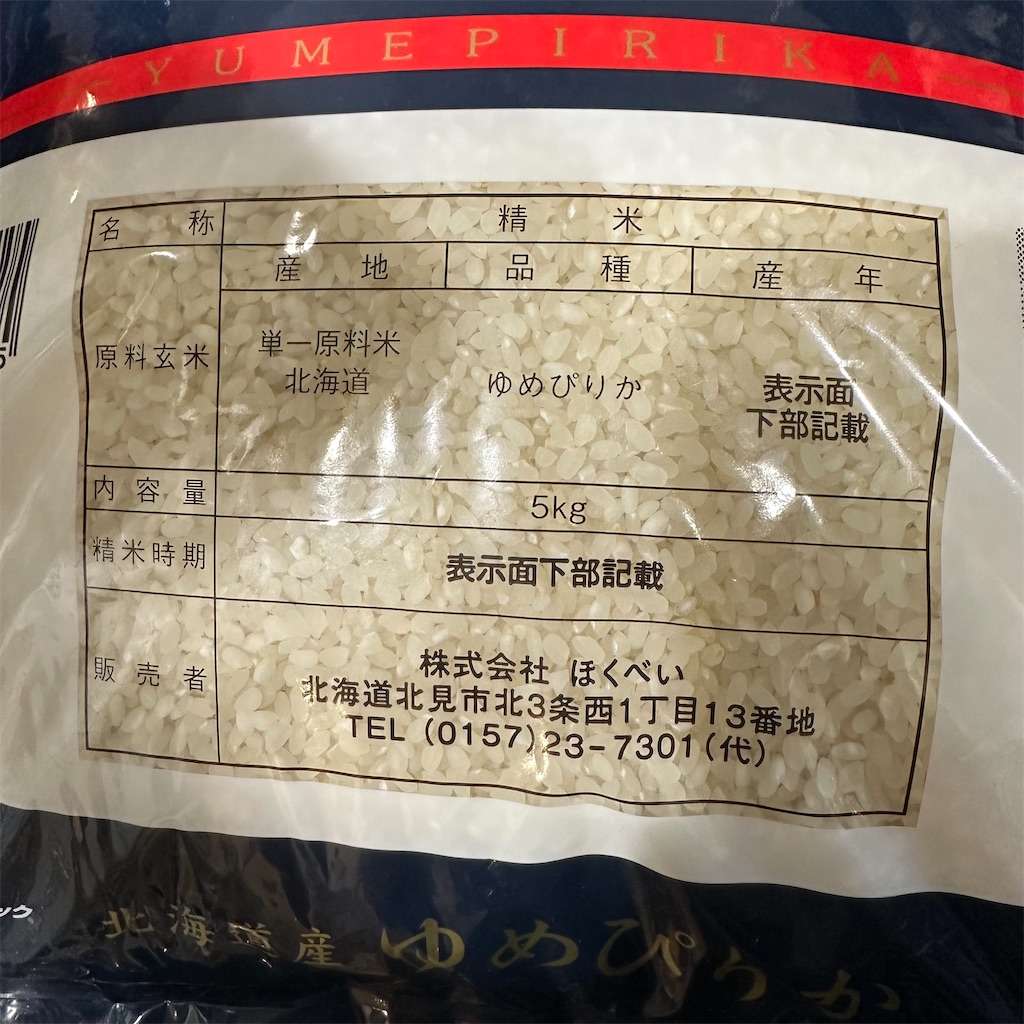 YUMEPIRIKA
名称 精米
産地 品種 産年
原料玄米 単一原料米 北海道 ゆめぴりか 表示面 下部記載
内容量 5kg
精米時期 表示面下部記載
販売者 株式会社 ほくべい
北海道北見市北3条西1丁目13番地
TEL (0157)23-7301(代)
北海道産 ゆめぴりか
5
ック